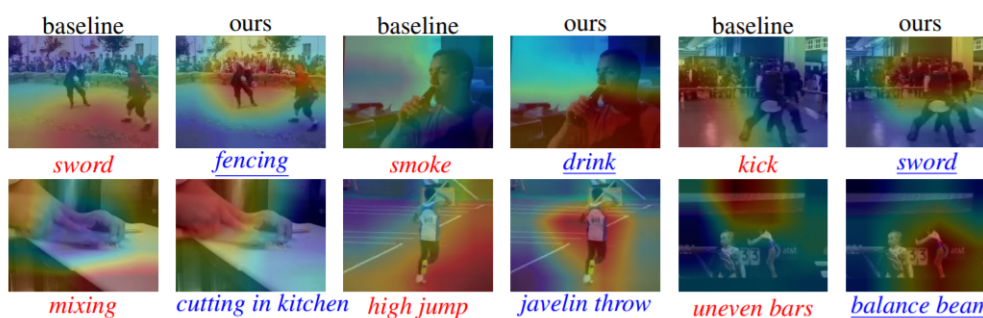 baseline ours baseline ours baseline ours
sword fencing smoke drink kick sword
mixing cutting in kitchen high jump javelin throw uneven bars balance beam